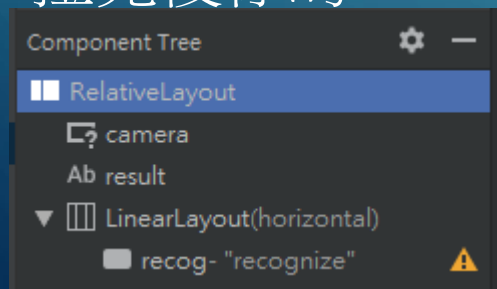 Component Tree
RelativeLayout
camera
Ab result
LinearLayout(horizontal)
recog- "recognize"